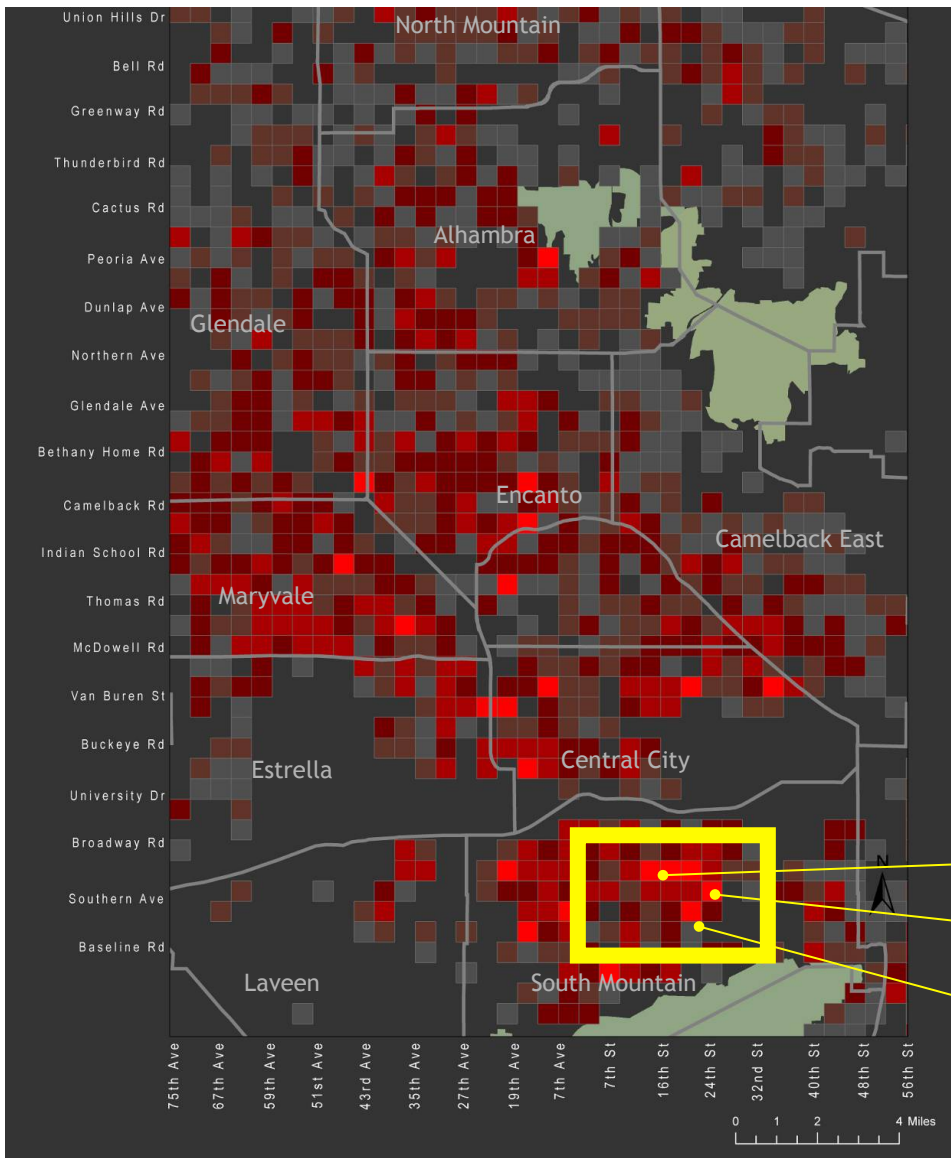 Union Hills Dr
North Mountain
Bell Rd
Greenway Rd
Thunderbird Rd
Cactus Rd
Alhambra
Peoria Ave
Dunlap Ave
Glendale
Northern Ave
Glendale Ave
Bethany Home Rd
Encanto
Camelback Rd
Camelback East
Indian School Rd
Maryvale
Thomas Rd
McDowell Rd
Van Buren St
Buckeye Rd
Central City
Estrella
University Dr
Broadway Rd
N
Southern Ave
Baseline Rd
Laveen
South Mountain
75th Ave
67th Ave
59th Ave
51st Ave
43rd Ave
35th Ave
27th Ave
19th Ave
7th Ave
7th St
16th St
24th St
32nd St
40th St
48th St
56th St
0 1 2 4 Miles